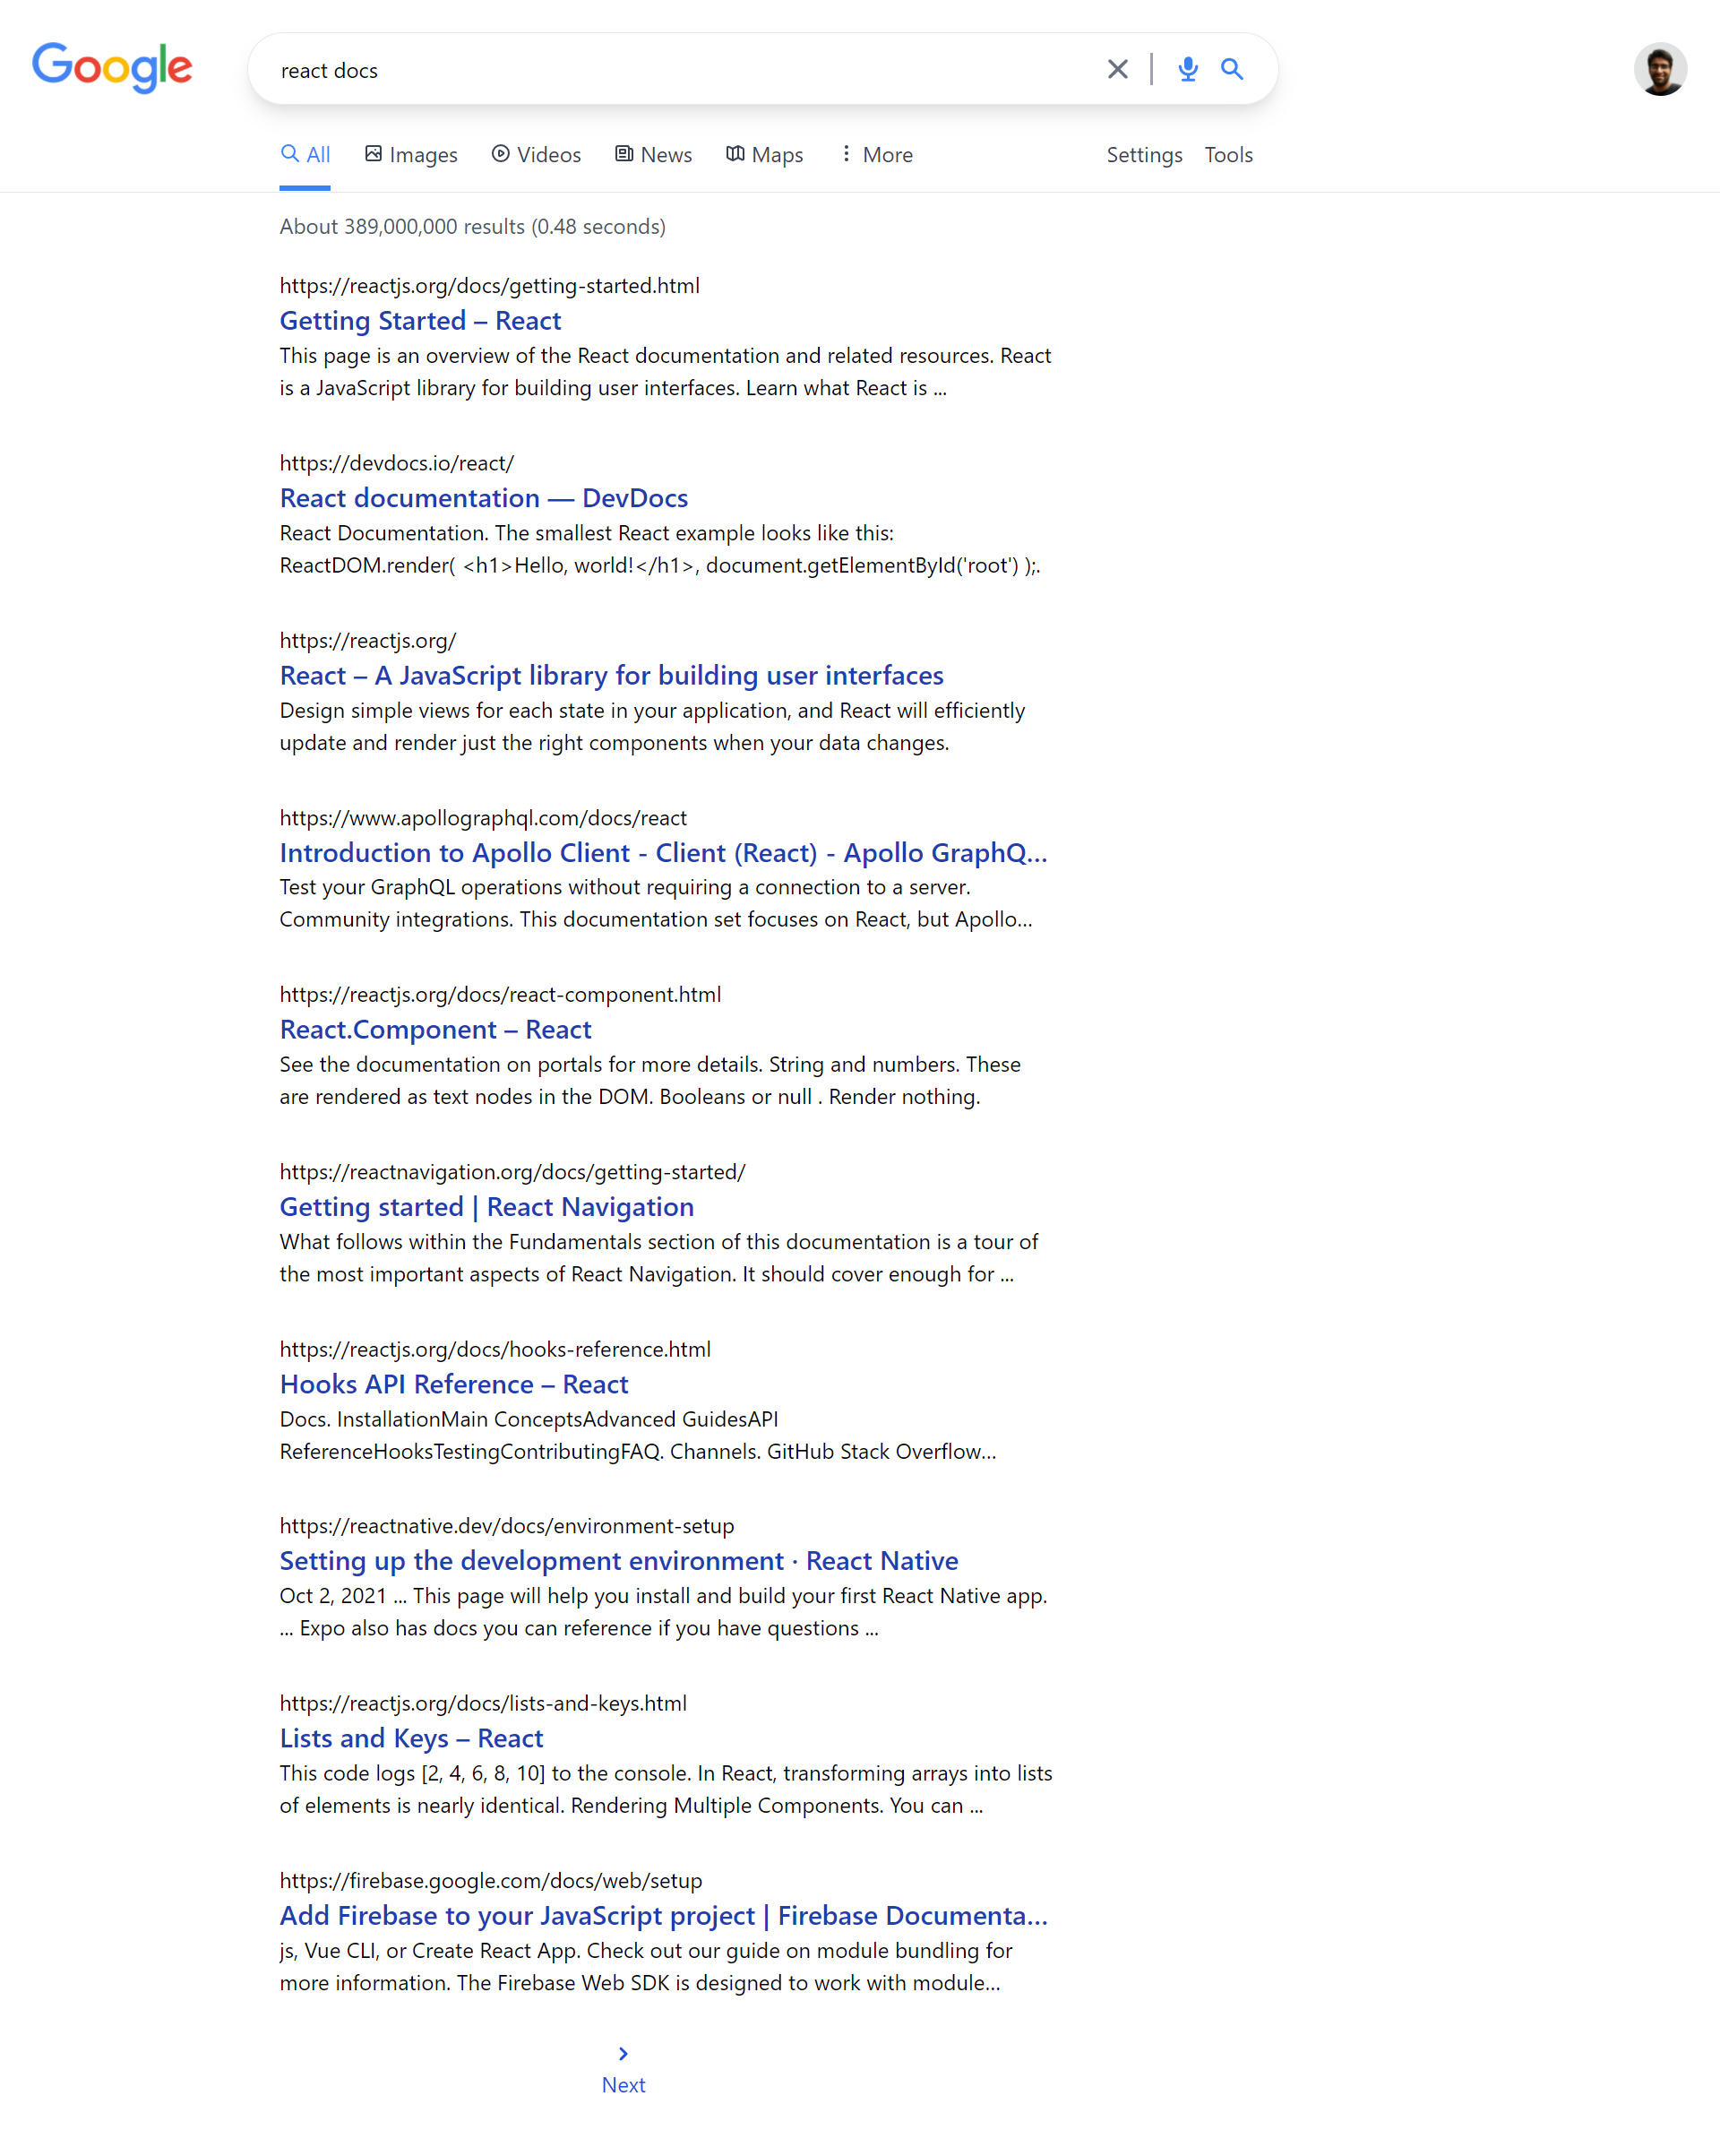 Google
react docs
All Images Videos News Maps More Settings Tools
About 389,000,000 results (0.48 seconds)
https://reactjs.org/docs/getting-started.html
Getting Started – React
This page is an overview of the React documentation and related resources. React
is a JavaScript library for building user interfaces. Learn what React is ...
https://devdocs.io/react/
React documentation — DevDocs
React Documentation. The smallest React example looks like this:
ReactDOM.render( <h1>Hello, world!</h1>, document.getElementById('root') );.
https://reactjs.org/
React – A JavaScript library for building user interfaces
Design simple views for each state in your application, and React will efficiently
update and render just the right components when your data changes.
https://www.apollographql.com/docs/react
Introduction to Apollo Client - Client (React) - Apollo GraphQ...
Test your GraphQL operations without requiring a connection to a server.
Community integrations. This documentation set focuses on React, but Apollo...
https://reactjs.org/docs/react-component.html
React.Component – React
See the documentation on portals for more details. String and numbers. These
are rendered as text nodes in the DOM. Booleans or null . Render nothing.
https://reactnavigation.org/docs/getting-started/
Getting started | React Navigation
What follows within the Fundamentals section of this documentation is a tour of
the most important aspects of React Navigation. It should cover enough for ...
https://reactjs.org/docs/hooks-reference.html
Hooks API Reference – React
Docs. InstallationMain ConceptsAdvanced GuidesAPI
ReferenceHooksTestingContributingFAQ. Channels. GitHub Stack Overflow...
https://reactnative.dev/docs/environment-setup
Setting up the development environment · React Native
Oct 2, 2021 ... This page will help you install and build your first React Native app.
... Expo also has docs you can reference if you have questions ...
https://reactjs.org/docs/lists-and-keys.html
Lists and Keys – React
This code logs [2, 4, 6, 8, 10] to the console. In React, transforming arrays into lists
of elements is nearly identical. Rendering Multiple Components. You can ...
https://firebase.google.com/docs/web/setup
Add Firebase to your JavaScript project | Firebase Documenta...
js, Vue CLI, or Create React App. Check out our guide on module bundling for
more information. The Firebase Web SDK is designed to work with module...
Next